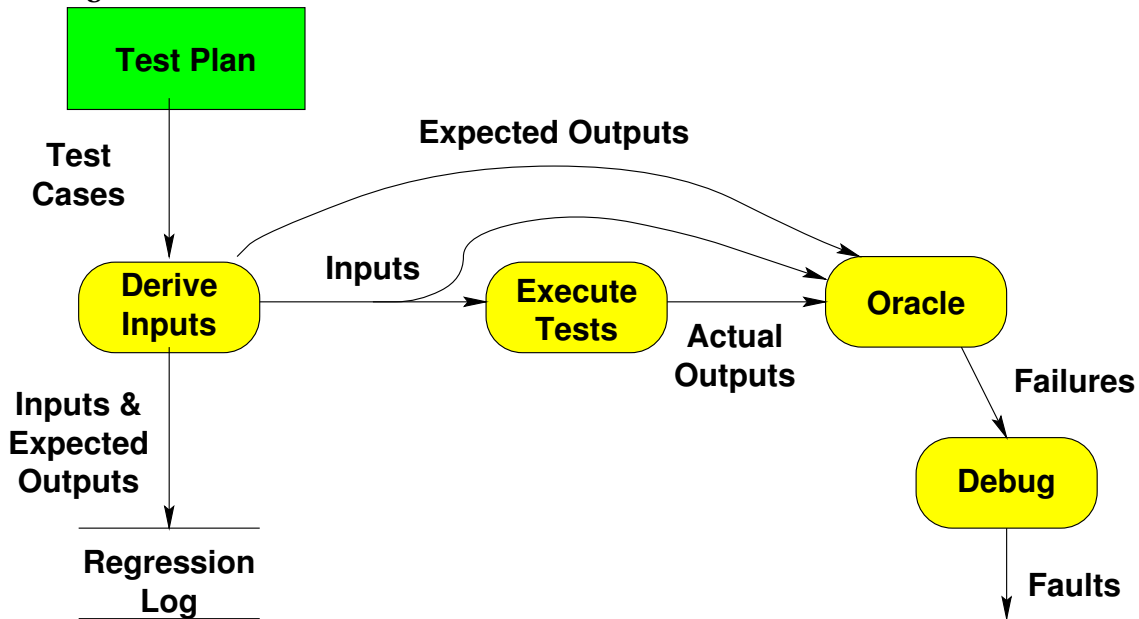 Test Plan
Test
Cases
Expected Outputs
Inputs
Derive
Inputs
Execute
Tests
Oracle
Actual
Outputs
Failures
Inputs &
Expected
Outputs
Debug
Regression
Log
Faults